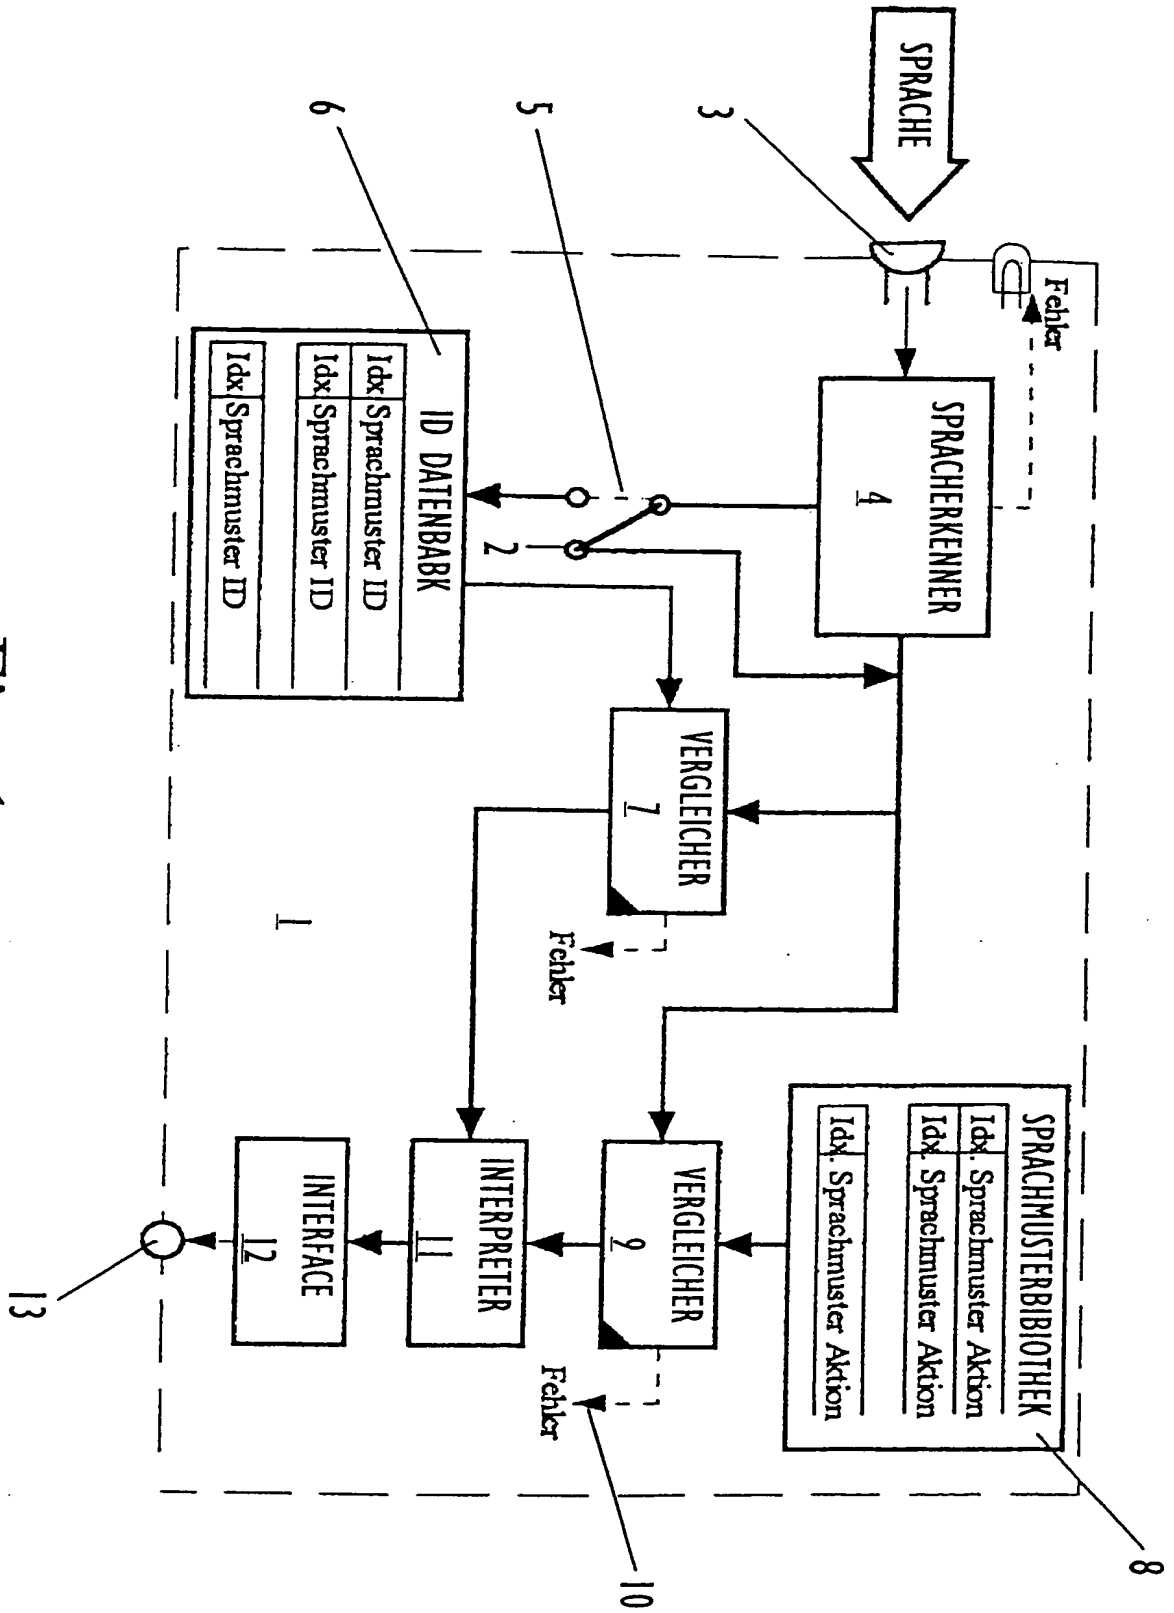 SPRACHE
3
5
6
Fehler
SPRACHERKENNER
4
2
ID DATENBABK
Idx Sprachmuster ID
Idx Sprachmuster ID
Idx Sprachmuster ID
VERGLEICHER
7
Fehler
1
SPRACHMUSTERBIBIOTHEK
Idx. Sprachmuster Aktion
Idx. Sprachmuster Aktion
Idx. Sprachmuster Aktion
8
VERGLEICHER
9
Fehler
10
INTERPRETER
11
INTERFACE
12
13